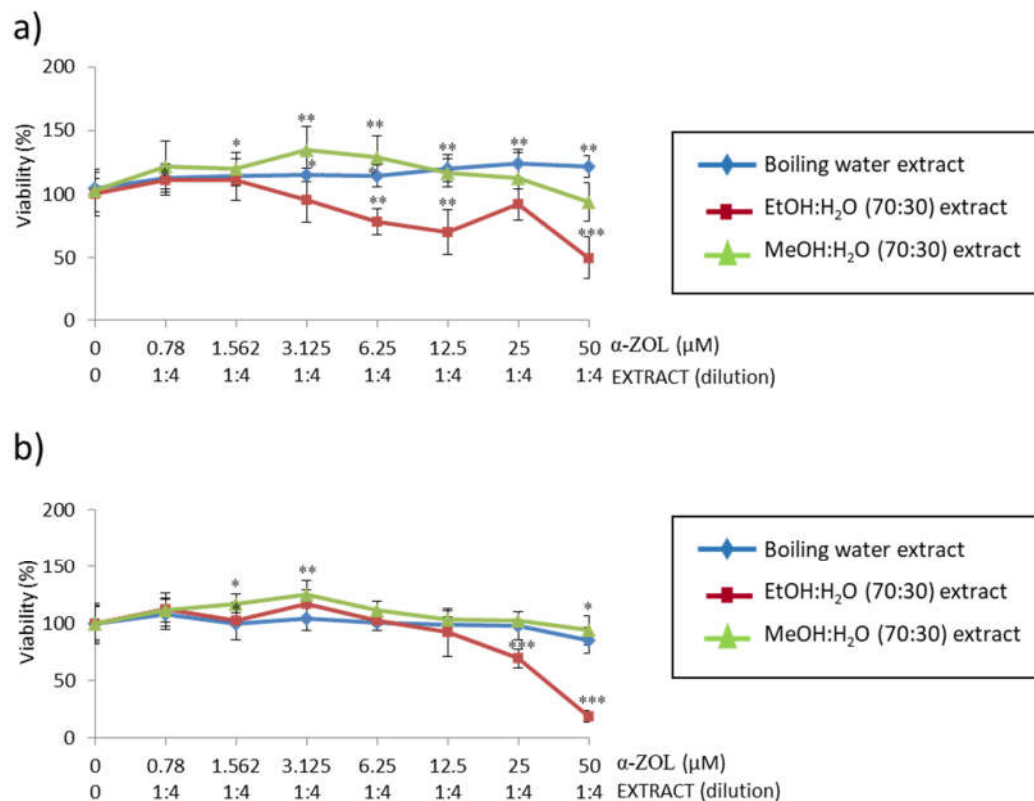 a)
200
150
100
50
0
Viability (%)
*
**
**
**
**
**
*
*
*
**
**
***
0 0.78 1.562 3.125 6.25 12.5 25 50 α-ZOL (μM)
0 1:4 1:4 1:4 1:4 1:4 1:4 1:4 EXTRACT (dilution)
Boiling water extract
EtOH:H₂O (70:30) extract
MeOH:H₂O (70:30) extract
b)
200
150
100
50
0
Viability (%)
*
**
*
*
***
***
0 0.78 1.562 3.125 6.25 12.5 25 50 α-ZOL (μM)
0 1:4 1:4 1:4 1:4 1:4 1:4 1:4 EXTRACT (dilution)
Boiling water extract
EtOH:H₂O (70:30) extract
MeOH:H₂O (70:30) extract